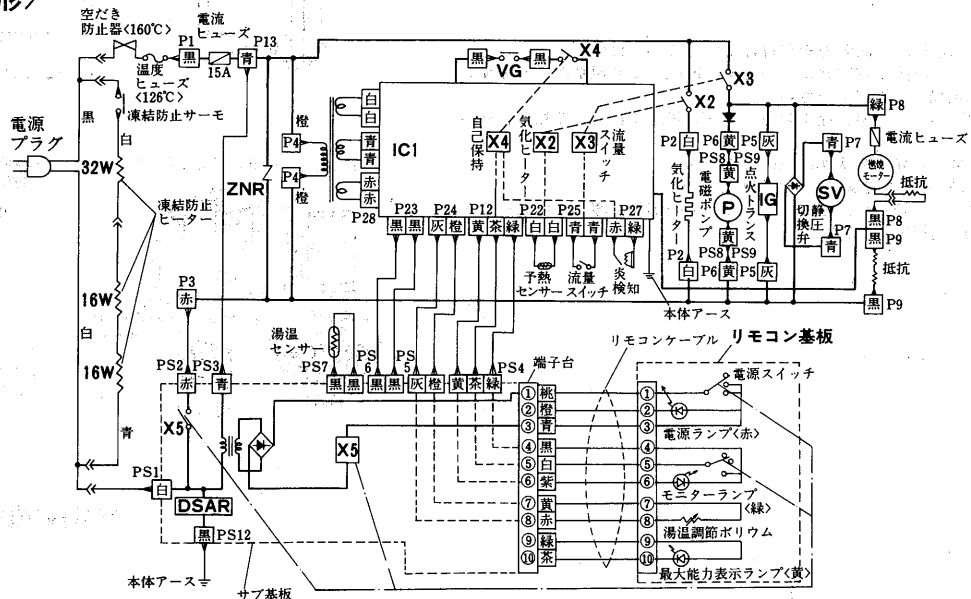 空だき
防止器<160℃>
P1
黒
電流
ヒューズ
15A
P13
青
温度
ヒューズ
<126℃>
黒
凍結防止サーモ
白
電源
プラグ
32W
凍結防止
ヒーター
16W
白
16W
青
ZNR
橙
P4
P4
橙
白
白
青
青
赤
赤
P28
IC1
黒
VG
黒
X4
X4
自己保持
X2
気化ヒーター
X3
流量スイッチ
P23
黒
黒
P24
灰
橙
P12
黄
茶
緑
P22
白
白
P25
青
青
P27
赤
緑
予熱
センサー
流量
スイッチ
炎
検知
本体アース
X3
X2
P2
白
気化ヒーター
P2
白
P6
黄
PS8
黄
電磁ポンプ
P
黄
PS8
P6
黄
P5
灰
PS9
点火トランス
IG
PS9
P5
灰
青
P7
SV
静圧
切換弁
P7
青
緑
P8
電流ヒューズ
燃焼
モーター
抵抗
黒
P8
黒
P9
抵抗
黒
P9
P3
赤
PS2
赤
PS3
青
X5
湯温
センサー
PS7
黒
黒
PS6
黒
黒
PS5
灰
橙
黄
茶
緑
PS4
X5
PS1
白
DSAR
黒
PS12
本体アース
サブ基板
端子台
①桃
②橙
③青
④黒
⑤白
⑥紫
⑦黄
⑧赤
⑨緑
⑩茶
リモコンケーブル
リモコン基板
①
②
③
④
⑤
⑥
⑦
⑧
⑨
⑩
電源スイッチ
電源ランプ<赤>
モニターランプ
<緑>
湯温調節ボリウム
最大能力表示ランプ<黄>